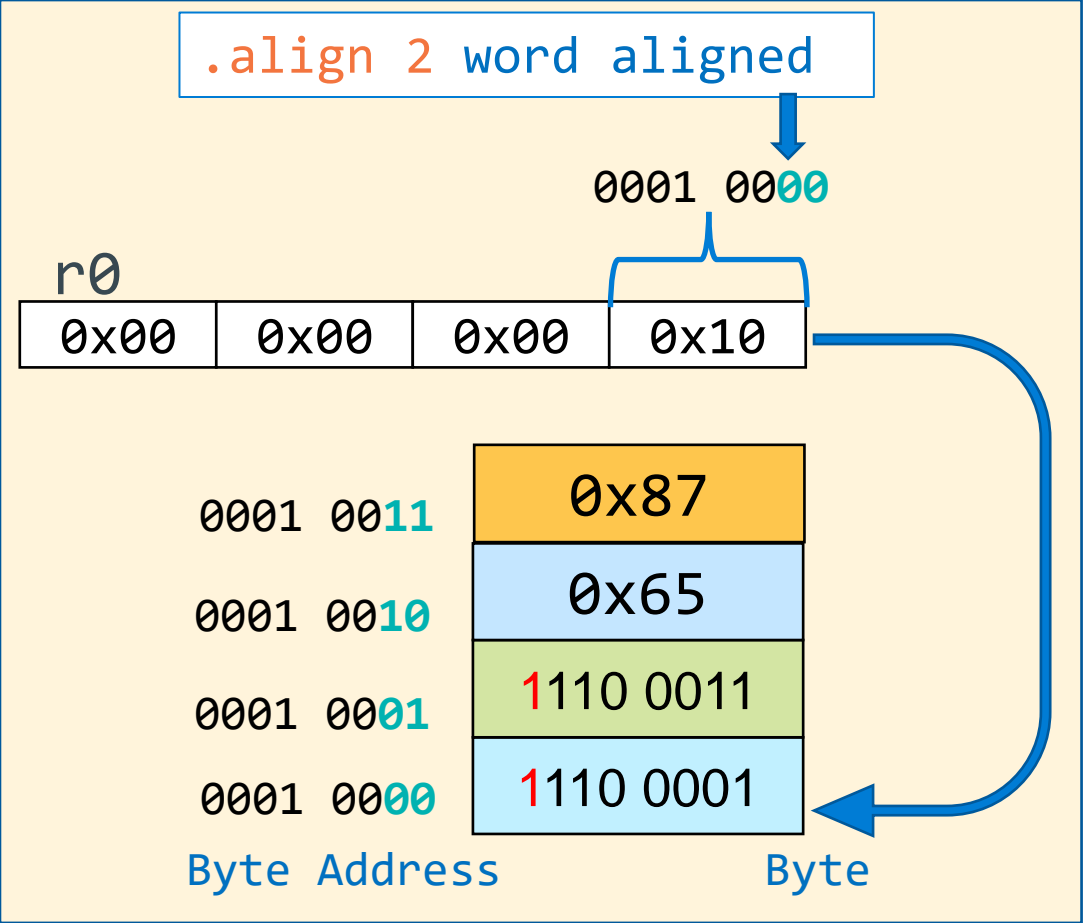 .align 2 word aligned
0001 0000
r0
0x00 0x00 0x00 0x10
0001 0011 0x87
0001 0010 0x65
0001 0001 1110 0011
0001 0000 1110 0001
Byte Address Byte